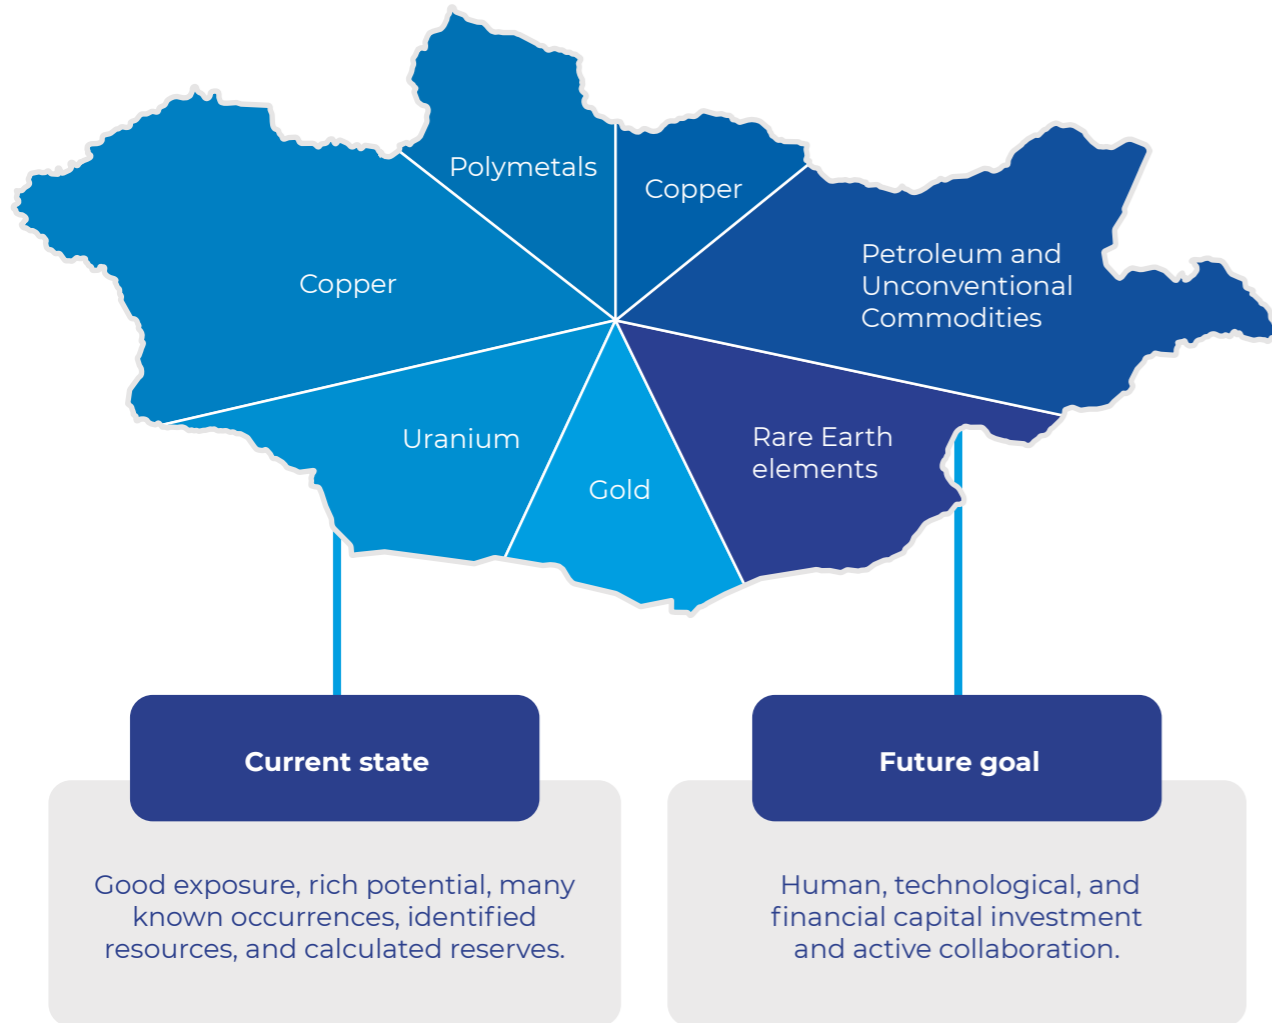 Polymetals
Copper
Copper
Petroleum and
Unconventional
Commodities
Uranium
Gold
Rare Earth
elements
Current state
Good exposure, rich potential, many
known occurrences, identified
resources, and calculated reserves.
Future goal
Human, technological, and
financial capital investment
and active collaboration.